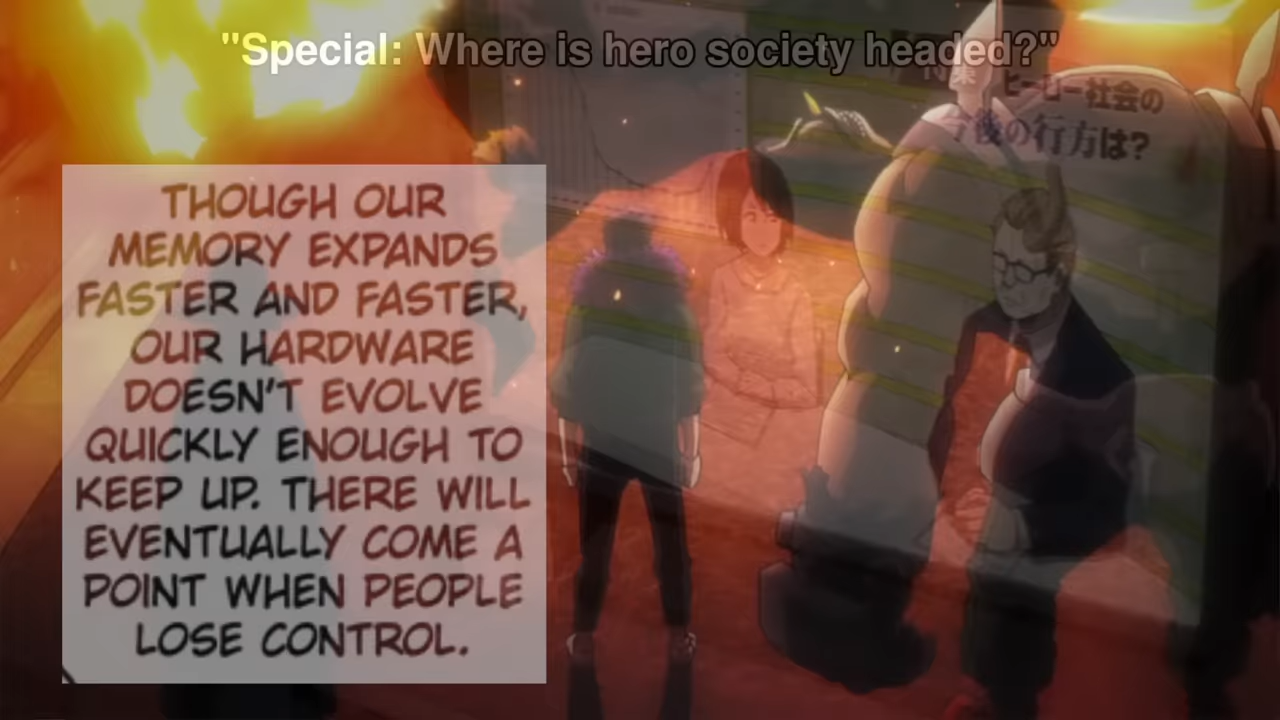 "Special: Where is hero society headed?"
特集 ヒーロー社会の
今後の行方は?
THOUGH OUR
MEMORY EXPANDS
FASTER AND FASTER,
OUR HARDWARE
DOESN'T EVOLVE
QUICKLY ENOUGH TO
KEEP UP. THERE WILL
EVENTUALLY COME A
POINT WHEN PEOPLE
LOSE CONTROL.